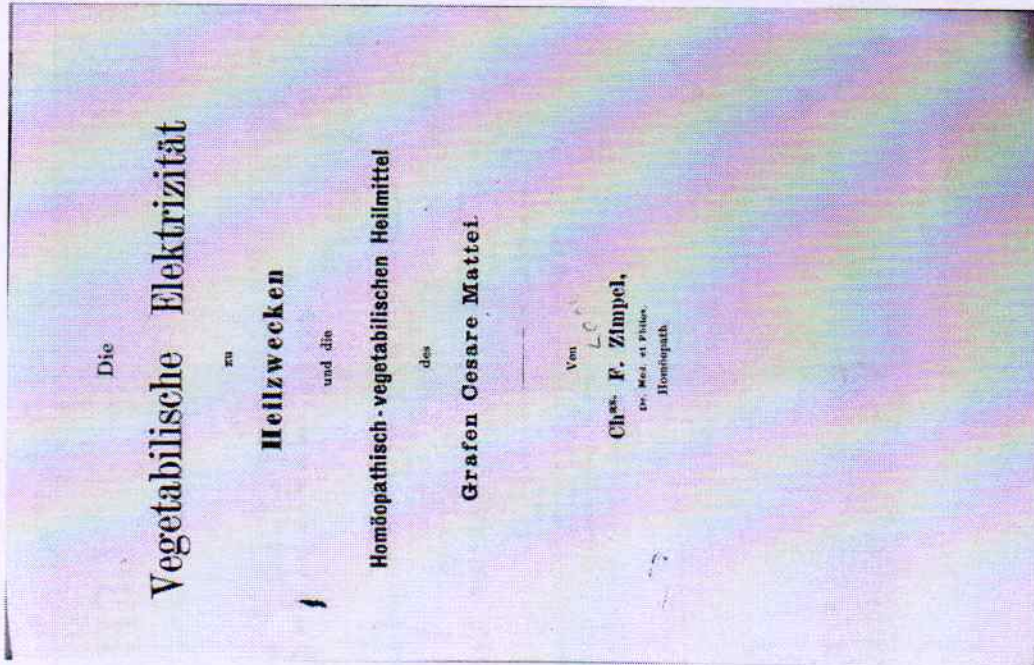 Die
Vegetabilische Elektrizität
zu
Heilzwecken
und die
Homöopathisch-vegetabilischen Heilmittel
des
Grafen Cesare Mattei.
Von
Chas. F. Zimpel,
Dr. Med. et Philos.
Homöopath